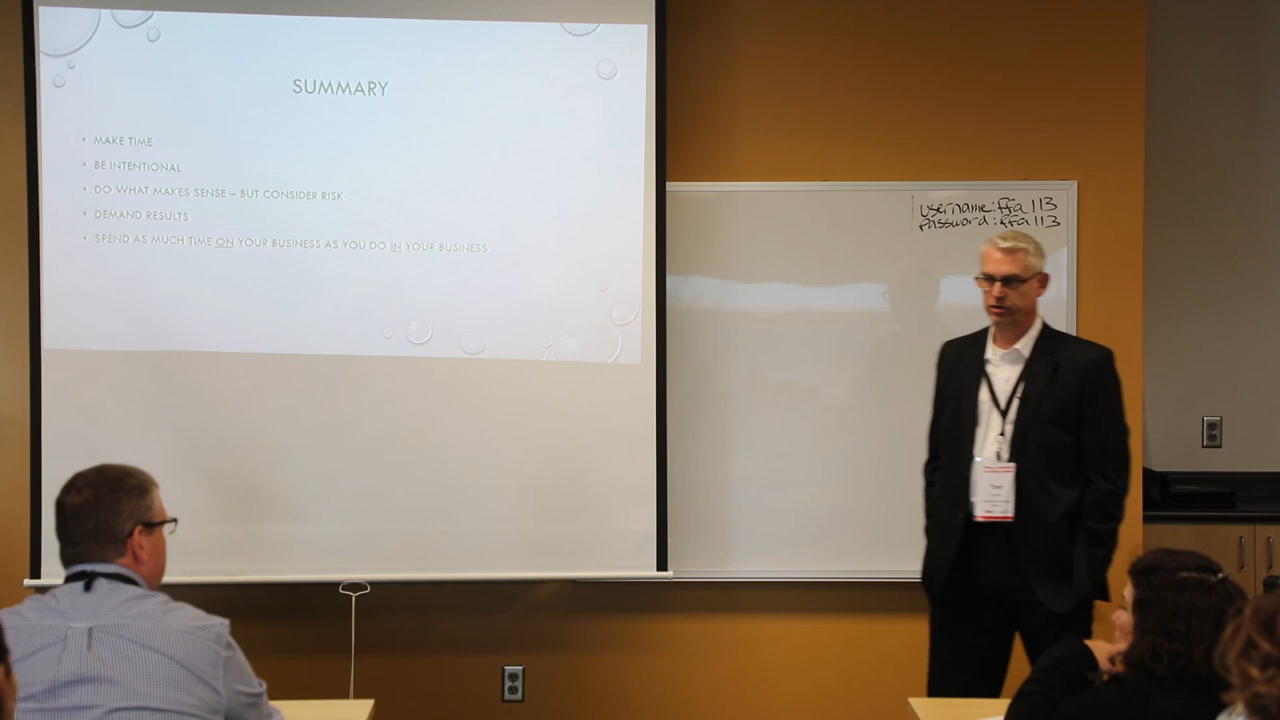 SUMMARY
• MAKE TIME
• BE INTENTIONAL
• DO WHAT MAKES SENSE – BUT CONSIDER RISK
• DEMAND RESULTS
• SPEND AS MUCH TIME ON YOUR BUSINESS AS YOU DO IN YOUR BUSINESS
username: ffa113
password: ffa113
Tom